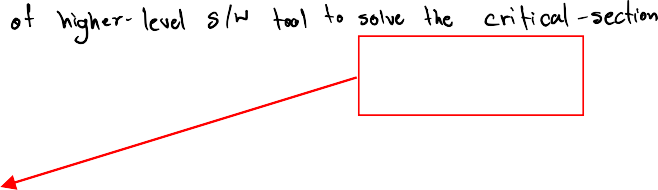 of higher-level S/W tool to solve the critical-section